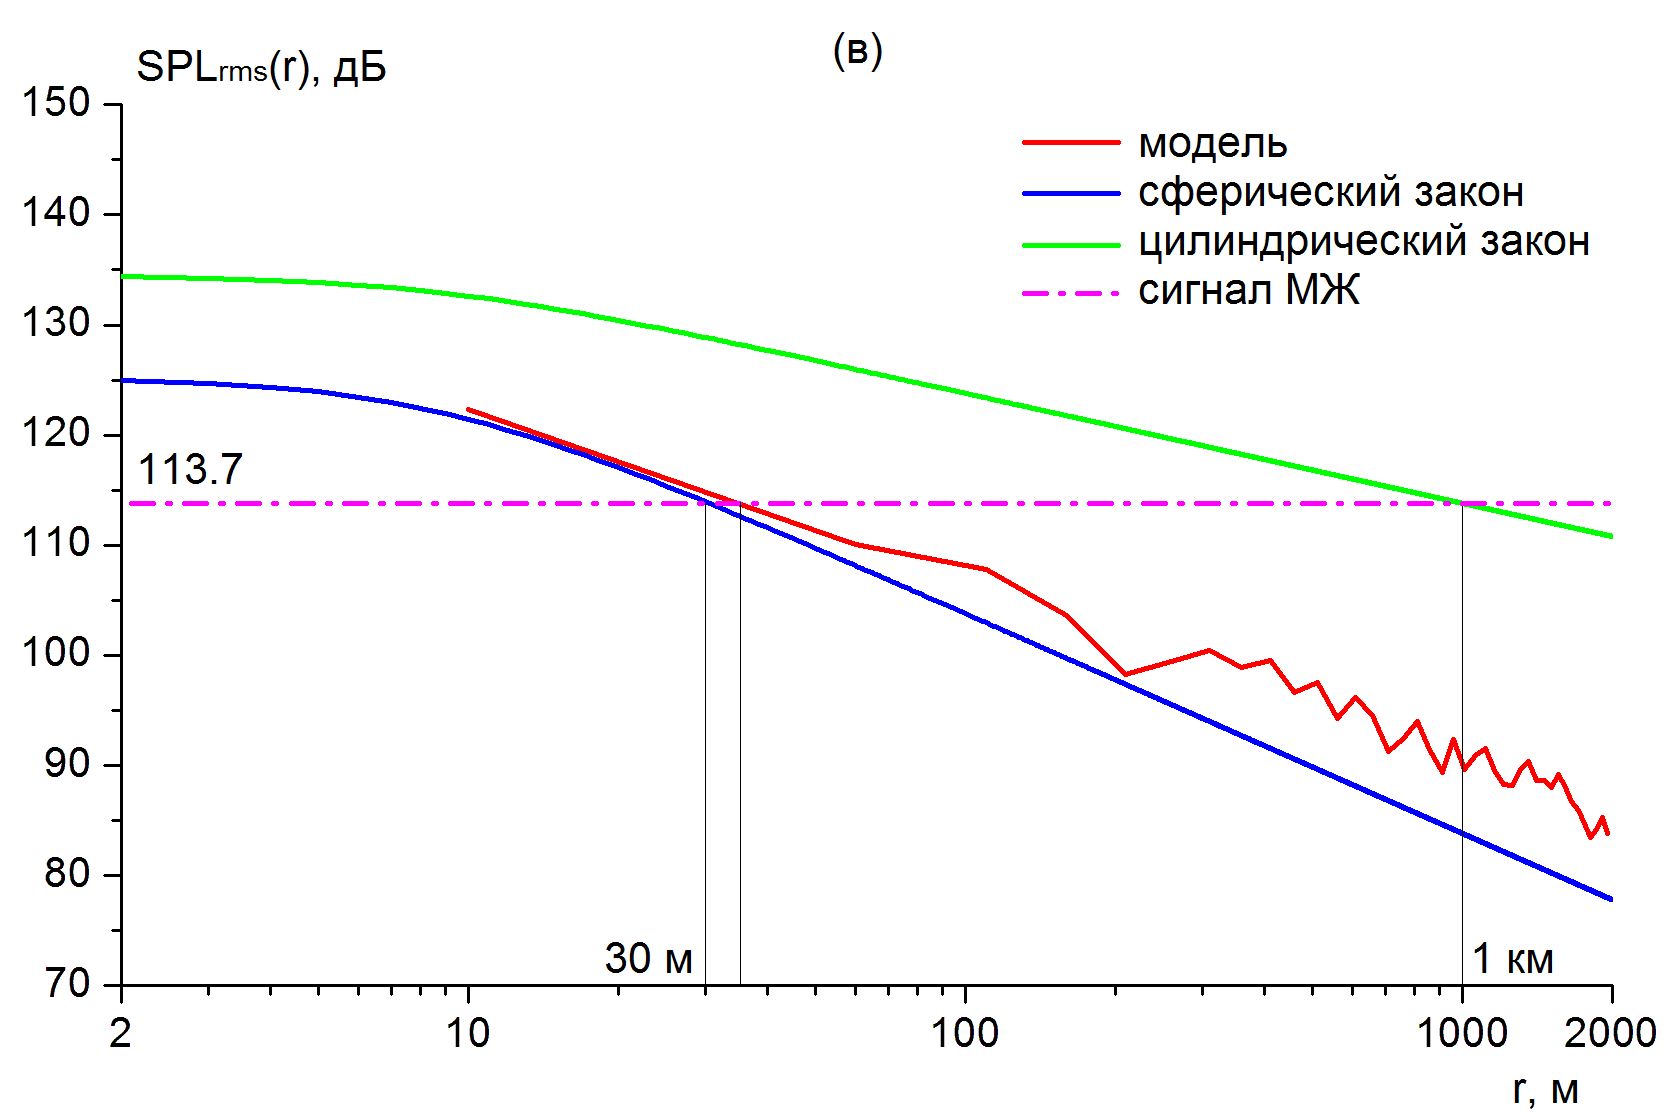 (в)
SPLrms(r), дБ
150
140
130
120
110
100
90
80
70
модель
сферический закон
цилиндрический закон
сигнал МЖ
113.7
30 м
1 км
2
10
100
1000
2000
r, м